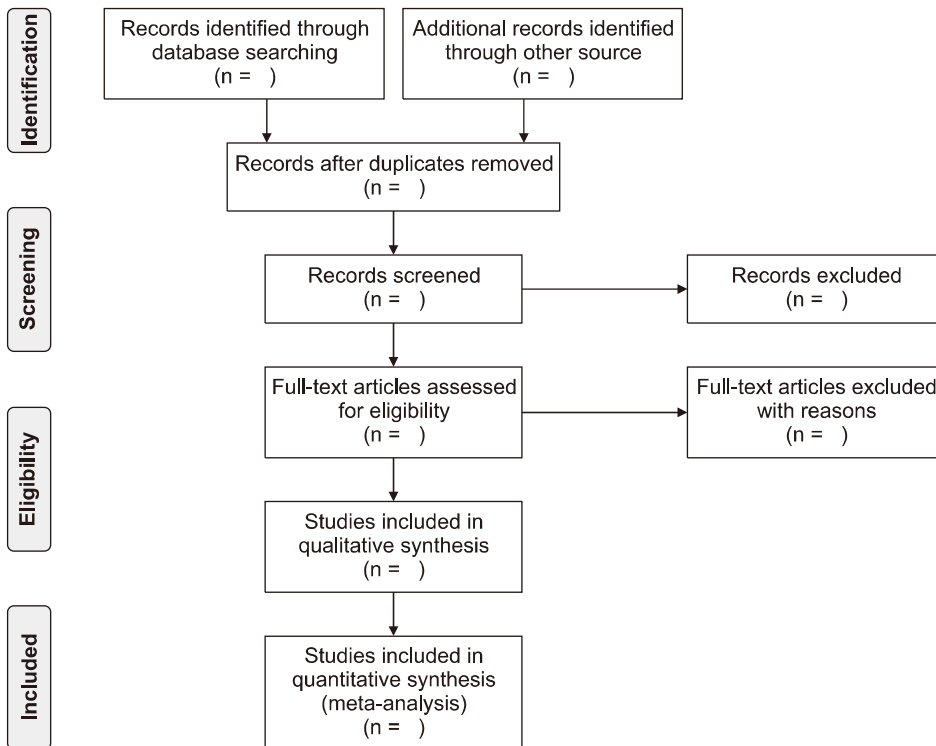 Identification
Records identified through
database searching
(n =   )
Additional records identified
through other source
(n =   )
Records after duplicates removed
(n =   )
Screening
Records screened
(n =   )
Records excluded
(n =   )
Eligibility
Full-text articles assessed
for eligibility
(n =   )
Full-text articles excluded
with reasons
(n =   )
Studies included in
qualitative synthesis
(n =   )
Included
Studies included in
quantitative synthesis
(meta-analysis)
(n =   )